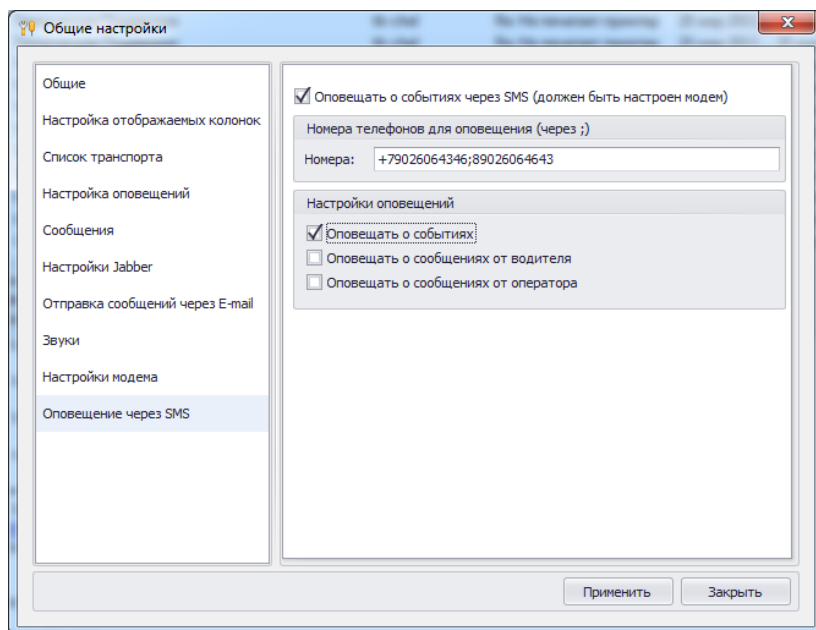 Общие настройки
Общие
Настройка отображаемых колонок
Список транспорта
Настройка оповещений
Сообщения
Настройки Jabber
Отправка сообщений через E-mail
Звуки
Настройки модема
Оповещение через SMS
Оповещать о событиях через SMS (должен быть настроен модем)
Номера телефонов для оповещения (через ;)
Номера: +79026064346;89026064643
Настройки оповещений
Оповещать о событиях
Оповещать о сообщениях от водителя
Оповещать о сообщениях от оператора
Применить Закрыть